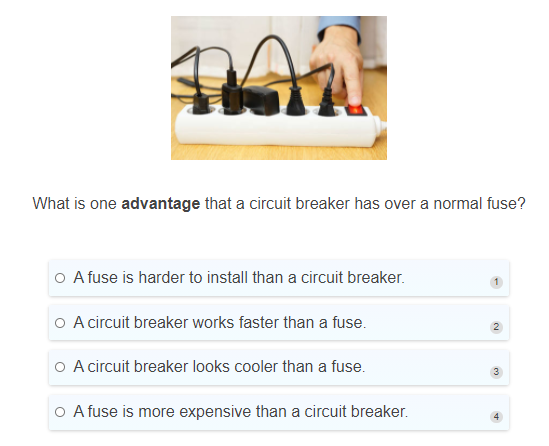 What is one advantage that a circuit breaker has over a normal fuse?
A fuse is harder to install than a circuit breaker.
1
A circuit breaker works faster than a fuse.
2
A circuit breaker looks cooler than a fuse.
3
A fuse is more expensive than a circuit breaker.
4